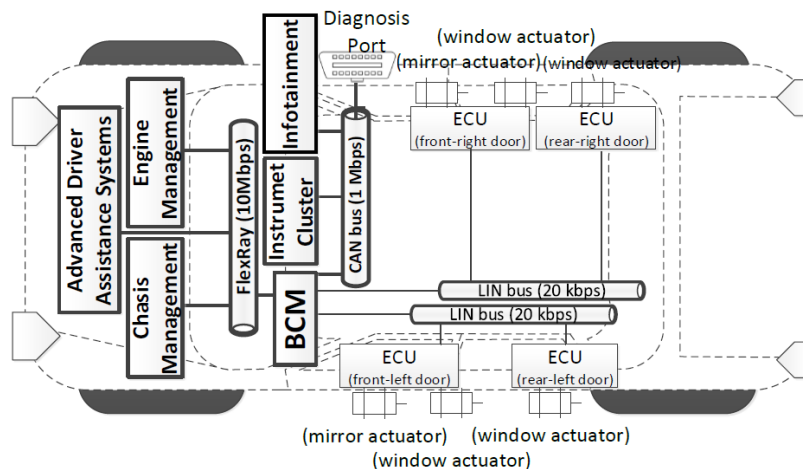 Diagnosis
Port
(window actuator)
(mirror actuator)
(window actuator)
Infotainment
ECU
(front-right door)
ECU
(rear-right door)
Advanced Driver
Assistance Systems
Engine
Management
Chasis
Management
FlexRay (10Mbps)
Instrumet
Cluster
CAN bus (1 Mbps)
BCM
LIN bus (20 kbps)
LIN bus (20 kbps)
ECU
(front-left door)
ECU
(rear-left door)
(mirror actuator)
(window actuator)
(window actuator)